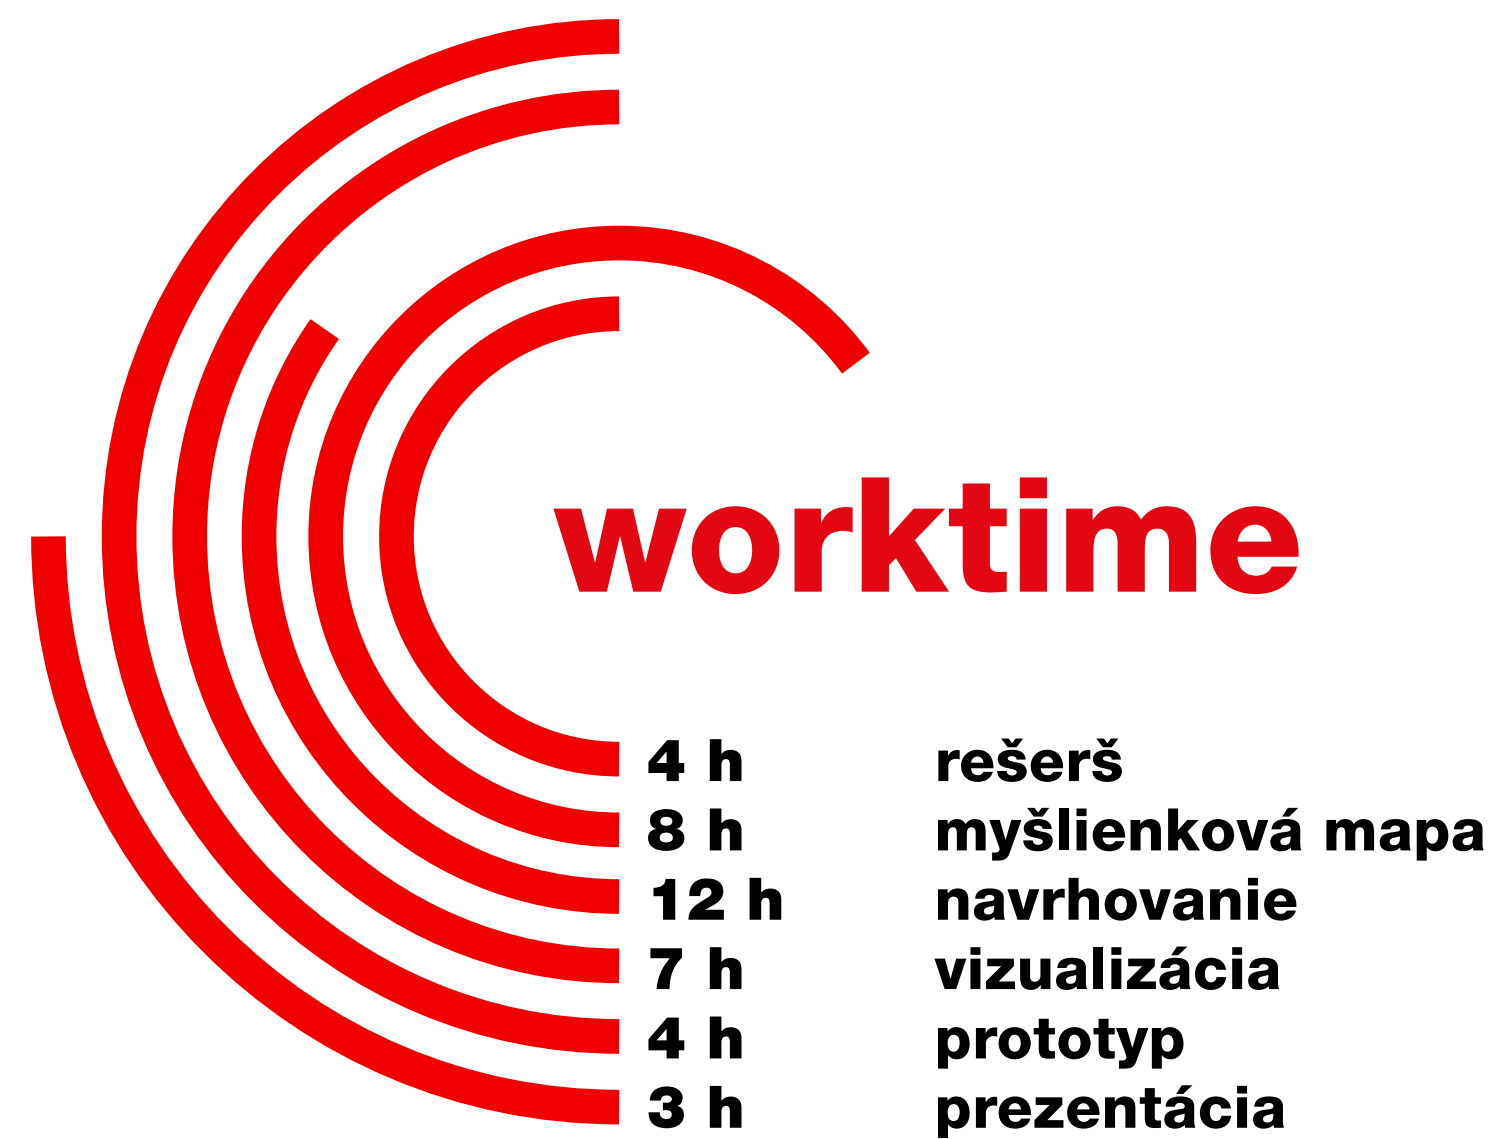 worktime
4 h rešerš
8 h myšlienková mapa
12 h navrhovanie
7 h vizualizácia
4 h prototyp
3 h prezentácia